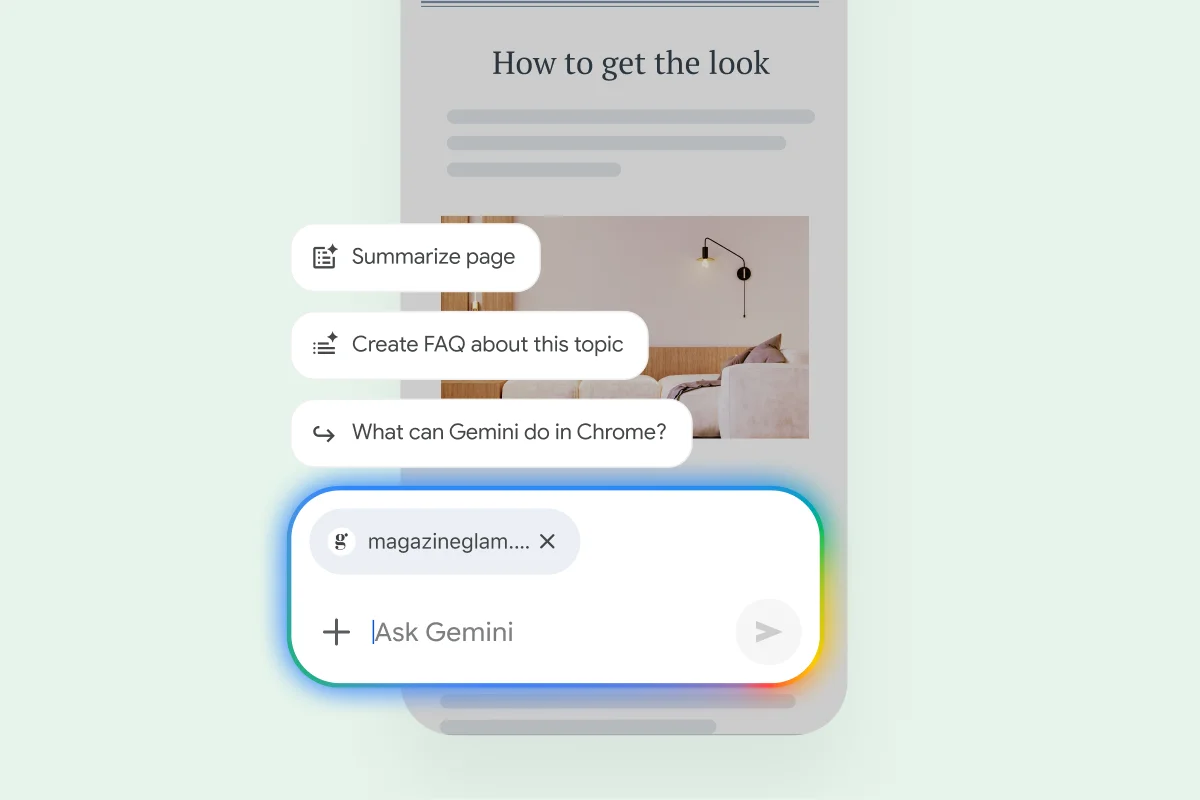 How to get the look
Summarize page
Create FAQ about this topic
What can Gemini do in Chrome?
g magazineglam....
Ask Gemini